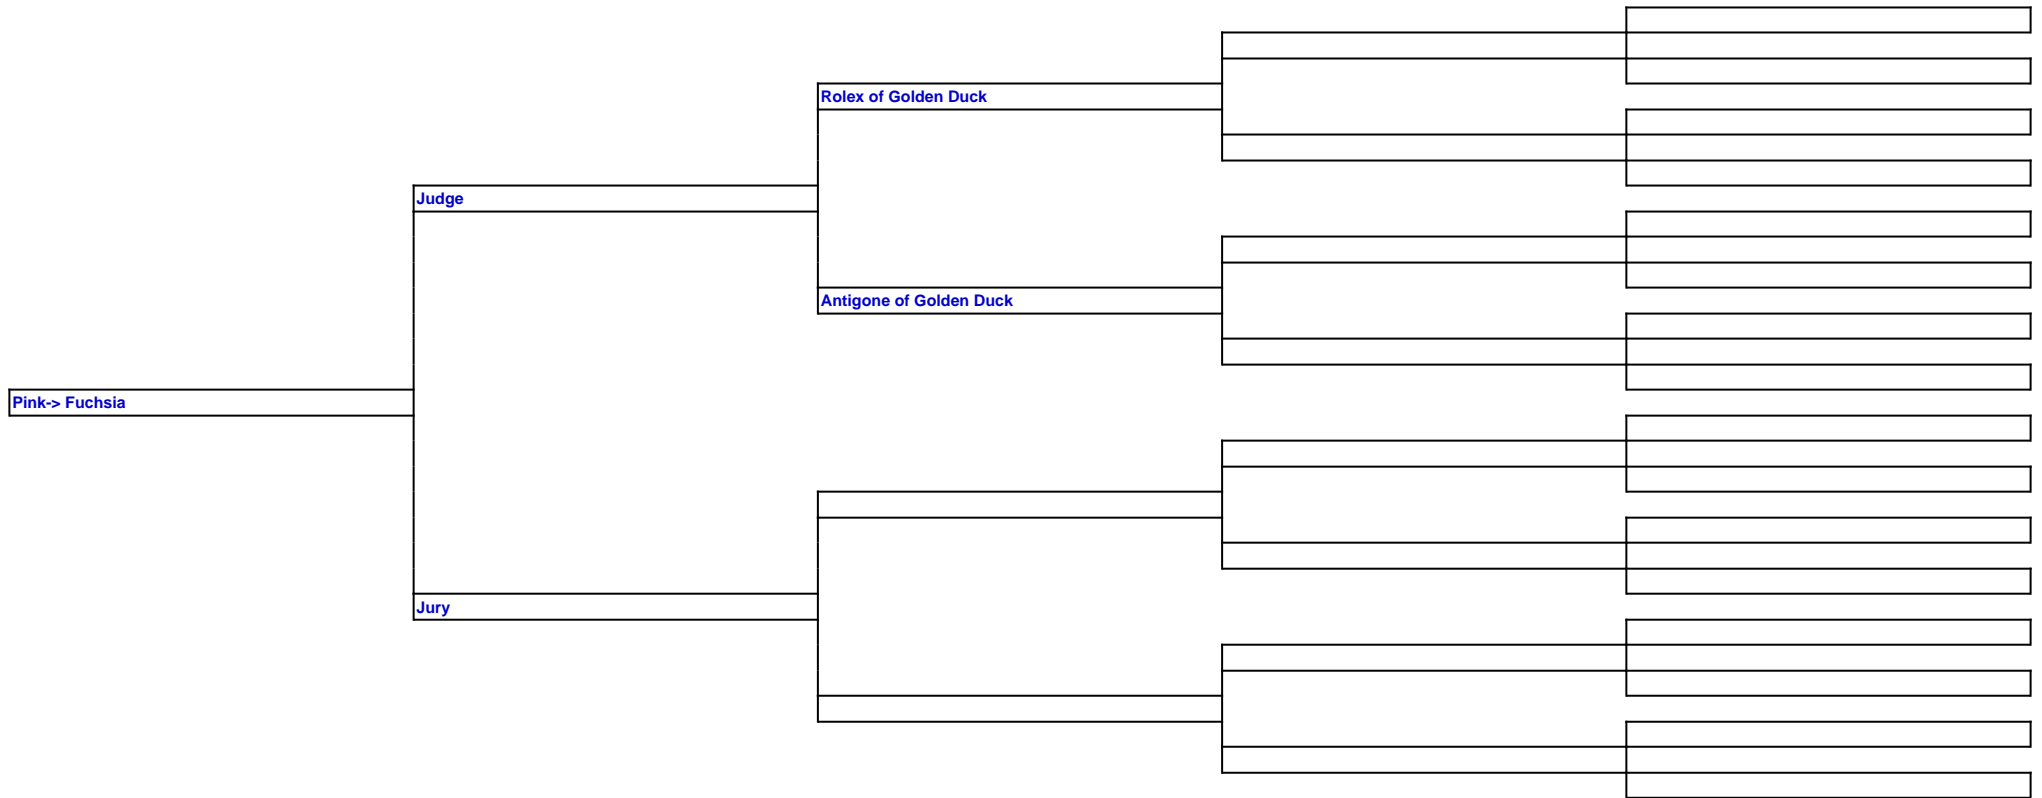 Rolex of Golden Duck
Judge
Antigone of Golden Duck
Pink-> Fuchsia
Jury